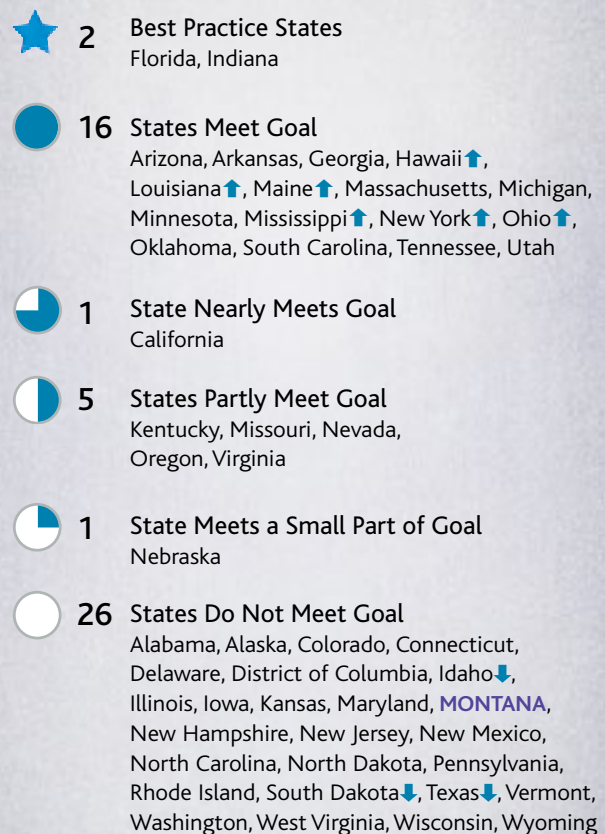 2 Best Practice States
Florida, Indiana
16 States Meet Goal
Arizona, Arkansas, Georgia, Hawaii⬆,
Louisiana⬆, Maine⬆, Massachusetts, Michigan,
Minnesota, Mississippi⬆, New York⬆, Ohio⬆,
Oklahoma, South Carolina, Tennessee, Utah
1 State Nearly Meets Goal
California
5 States Partly Meet Goal
Kentucky, Missouri, Nevada,
Oregon, Virginia
1 State Meets a Small Part of Goal
Nebraska
26 States Do Not Meet Goal
Alabama, Alaska, Colorado, Connecticut,
Delaware, District of Columbia, Idaho⬇,
Illinois, Iowa, Kansas, Maryland, MONTANA,
New Hampshire, New Jersey, New Mexico,
North Carolina, North Dakota, Pennsylvania,
Rhode Island, South Dakota⬇, Texas⬇, Vermont,
Washington, West Virginia, Wisconsin, Wyoming